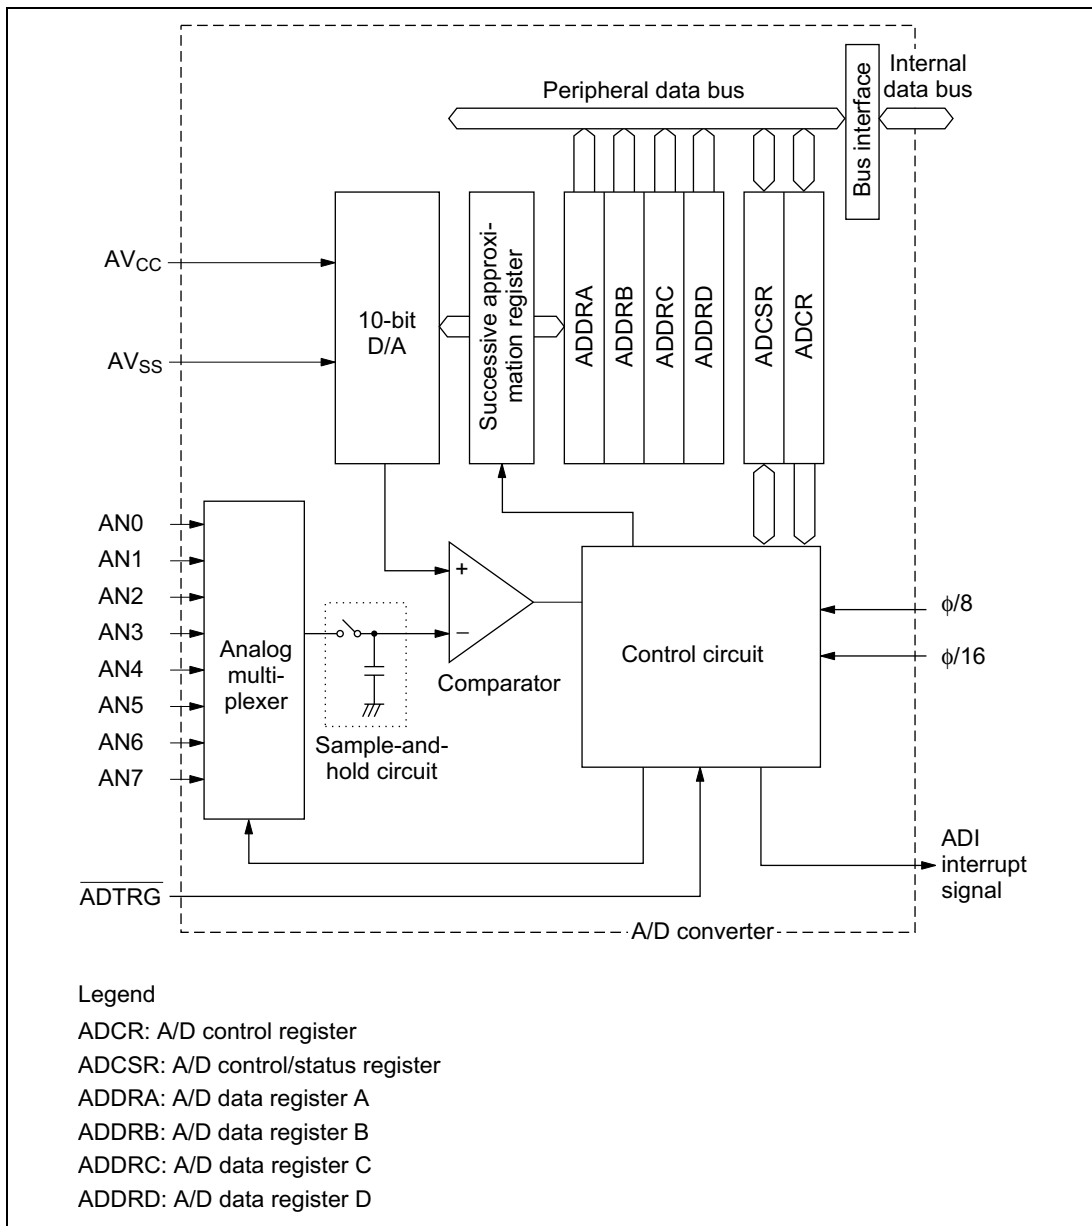 Peripheral data bus
Internal
data bus
Bus interface
AVCC
AVSS
10-bit
D/A
Successive approxi-
mation register
ADDRA
ADDRB
ADDRC
ADDRD
ADCSR
ADCR
AN0
AN1
AN2
AN3
AN4
AN5
AN6
AN7
Analog
multi-
plexer
+
−
Comparator
Sample-and-
hold circuit
Control circuit
ϕ/8
ϕ/16
ADI
interrupt
signal
ADTRG
A/D converter
Legend
ADCR: A/D control register
ADCSR: A/D control/status register
ADDRA: A/D data register A
ADDRB: A/D data register B
ADDRC: A/D data register C
ADDRD: A/D data register D